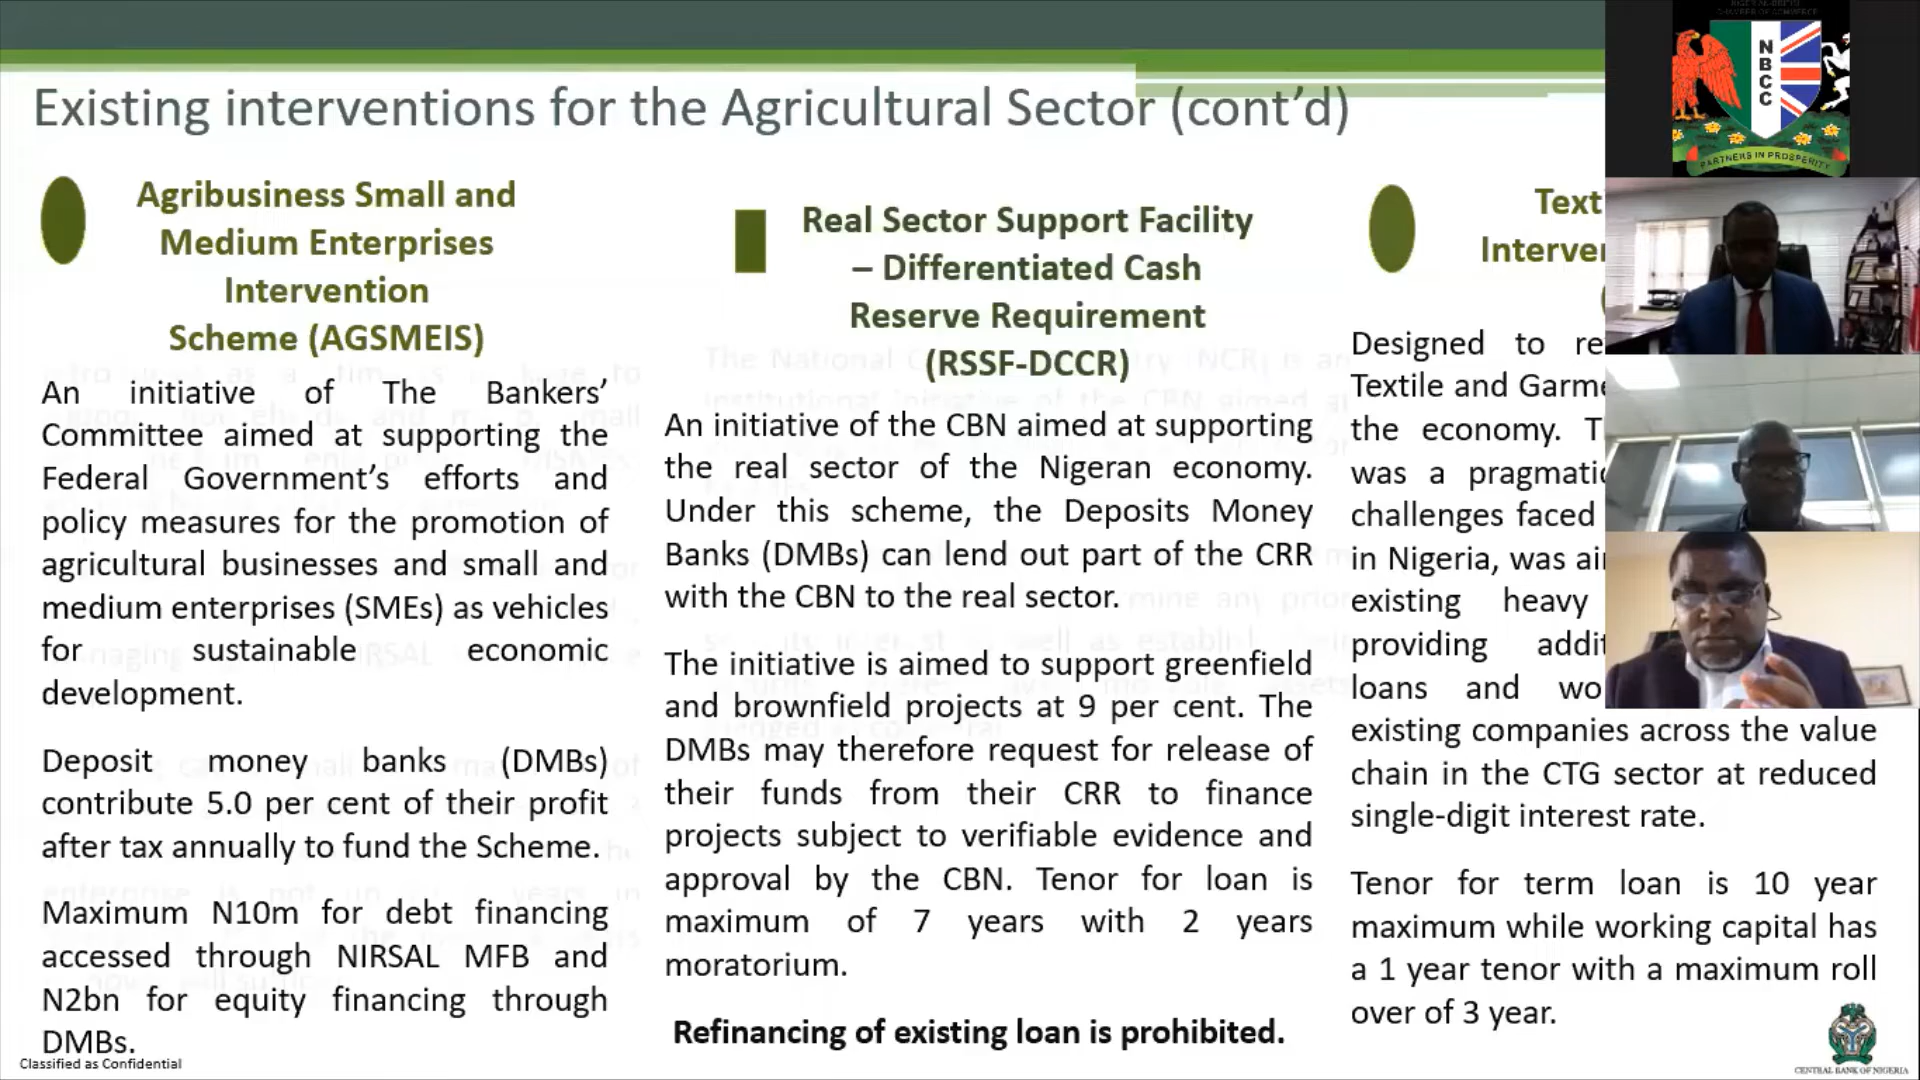 Existing interventions for the Agricultural Sector (cont’d)
Agribusiness Small and
Medium Enterprises
Intervention
Scheme (AGSMEIS)
An initiative of The Bankers’
Committee aimed at supporting the
Federal Government’s efforts and
policy measures for the promotion of
agricultural businesses and small and
medium enterprises (SMEs) as vehicles
for sustainable economic
development.
Deposit money banks (DMBs)
contribute 5.0 per cent of their profit
after tax annually to fund the Scheme.
Maximum N10m for debt financing
accessed through NIRSAL MFB and
N2bn for equity financing through
DMBs.
Real Sector Support Facility
– Differentiated Cash
Reserve Requirement
(RSSF-DCCR)
An initiative of the CBN aimed at supporting
the real sector of the Nigeran economy.
Under this scheme, the Deposits Money
Banks (DMBs) can lend out part of the CRR
with the CBN to the real sector.
The initiative is aimed to support greenfield
and brownfield projects at 9 per cent. The
DMBs may therefore request for release of
their funds from their CRR to finance
projects subject to verifiable evidence and
approval by the CBN. Tenor for loan is
maximum of 7 years with 2 years
moratorium.
Refinancing of existing loan is prohibited.
Text
Interver
Designed to re
Textile and Garme
the economy. T
was a pragmatic
challenges faced
in Nigeria, was ai
existing heavy
providing addit
loans and wo
existing companies across the value
chain in the CTG sector at reduced
single-digit interest rate.
Tenor for term loan is 10 year
maximum while working capital has
a 1 year tenor with a maximum roll
over of 3 year.
NBCC
PARTNERS IN PROSPERITY
Classified as Confidential
CENTRAL BANK OF NIGERIA